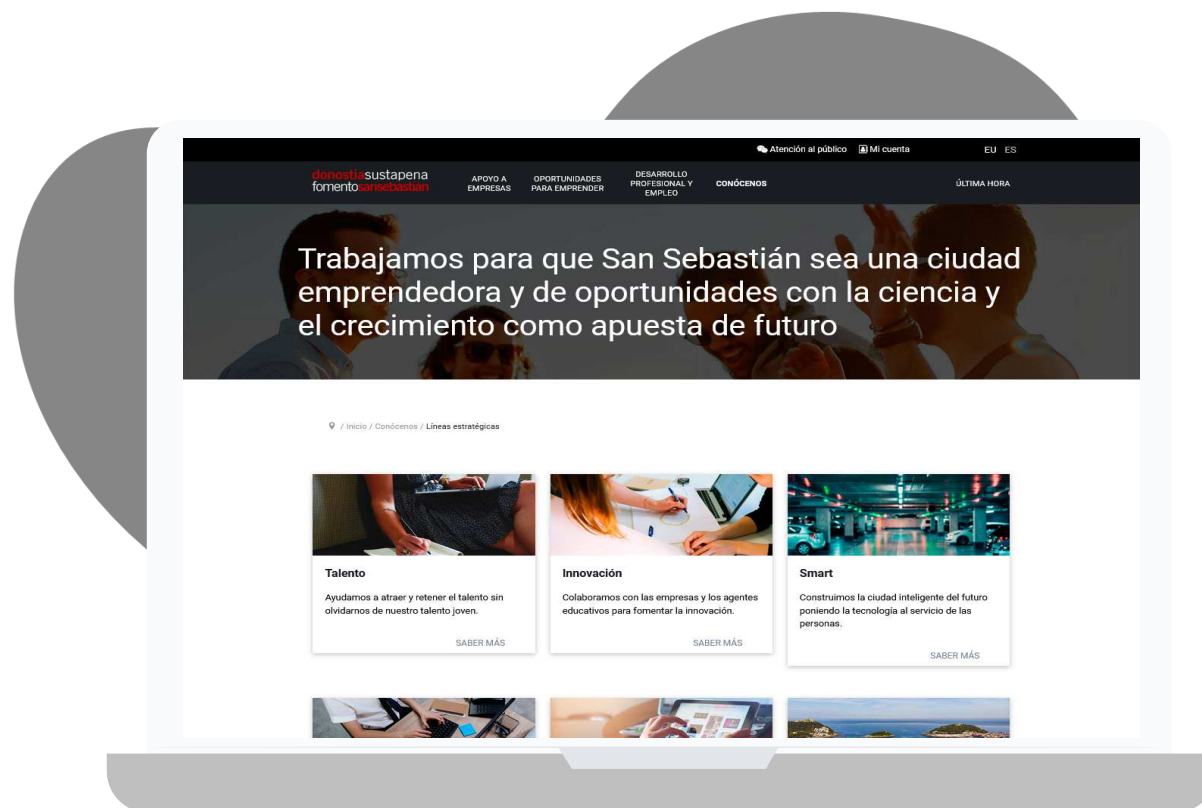 Atención al público Mi cuenta EU ES
donostiasustapena
fomentosansebastián
APOYO A
EMPRESAS
OPORTUNIDADES
PARA EMPRENDER
DESARROLLO
PROFESIONAL Y
EMPLEO
CONÓCENOS
ÚLTIMA HORA
Trabajamos para que San Sebastián sea una ciudad
emprendedora y de oportunidades con la ciencia y
el crecimiento como apuesta de futuro
/ Inicio / Conócenos / Líneas estratégicas
Talento
Ayudamos a atraer y retener el talento sin
olvidarnos de nuestro talento joven.
SABER MÁS
Innovación
Colaboramos con las empresas y los agentes
educativos para fomentar la innovación.
SABER MÁS
Smart
Construimos la ciudad inteligente del futuro
poniendo la tecnología al servicio de las
personas.
SABER MÁS